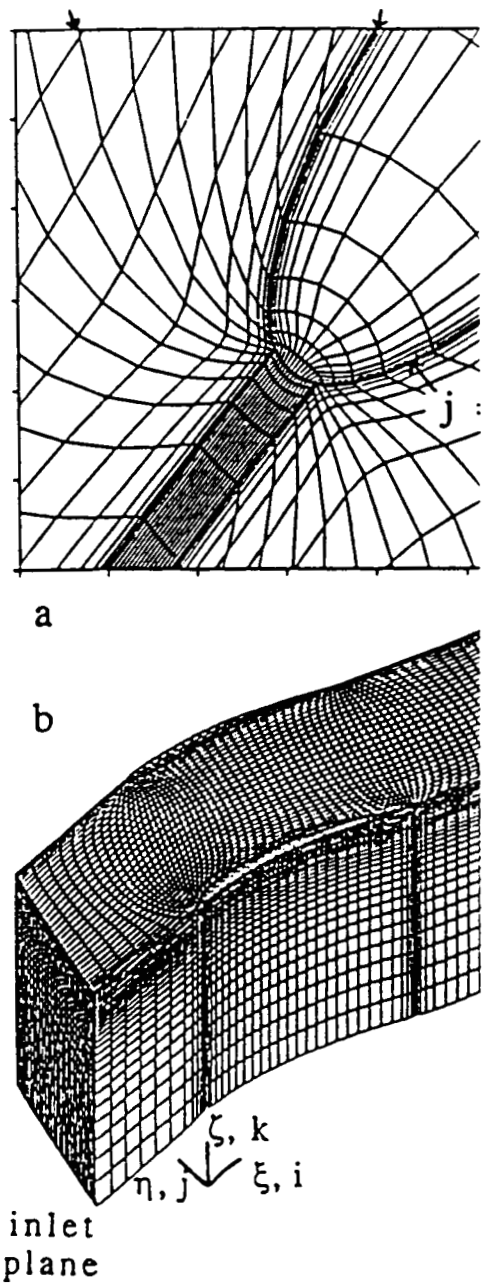 j =
a
b
ζ, k
η, j
ξ, i
inlet
plane